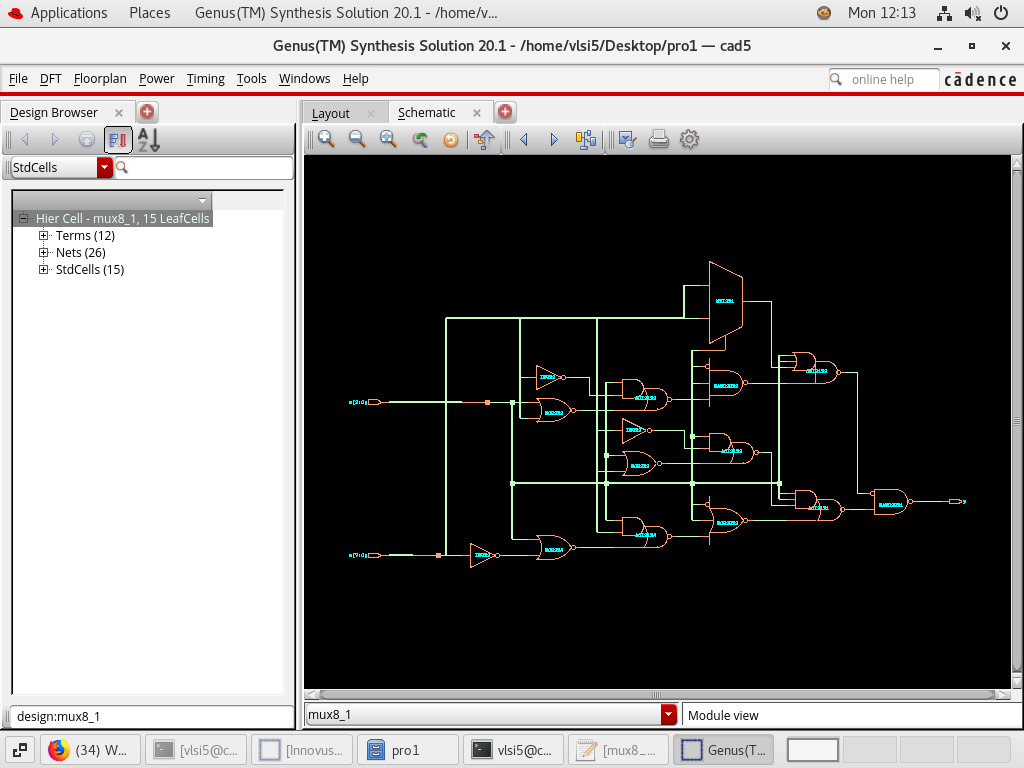 Applications Places Genus(TM) Synthesis Solution 20.1 - /home/v... Mon 12:13
Genus(TM) Synthesis Solution 20.1 - /home/vlsi5/Desktop/pro1 — cad5
File DFT Floorplan Power Timing Tools Windows Help online help cādence
Design Browser Layout Schematic
StdCells
Hier Cell - mux8_1, 15 LeafCells
Terms (12)
Nets (26)
StdCells (15)
design:mux8_1 mux8_1 Module view
(34) W... [vlsi5@c... [Innovus... pro1 vlsi5@c... [mux8_... Genus(T...